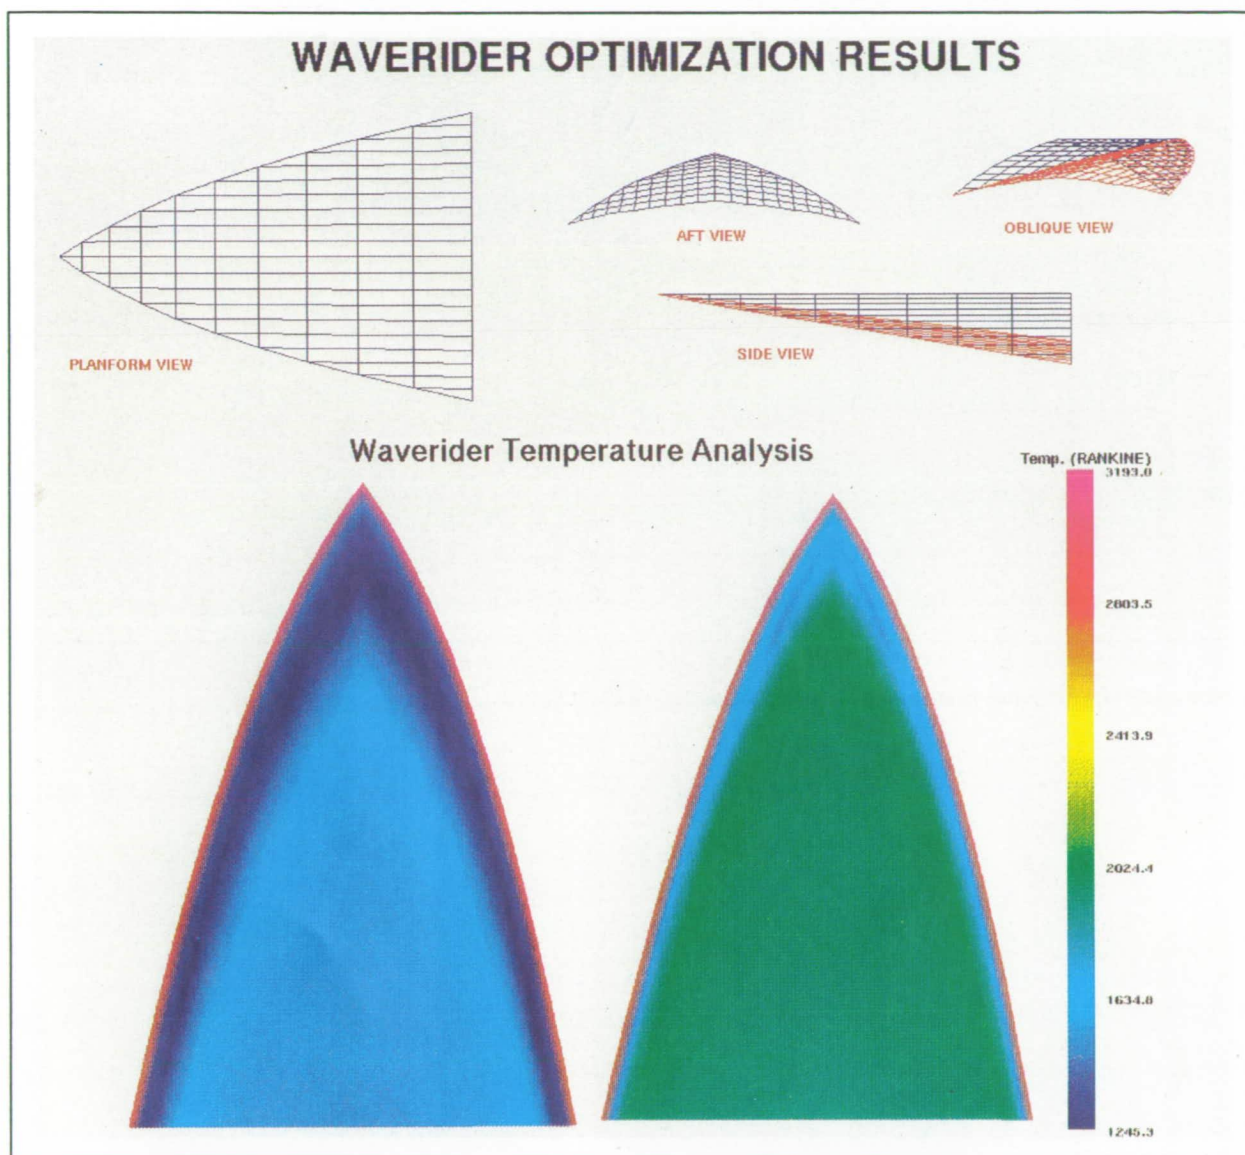 WAVERIDER OPTIMIZATION RESULTS
AFT VIEW
OBLIQUE VIEW
SIDE VIEW
PLANFORM VIEW
Waverider Temperature Analysis
Temp. (RANKINE)
3193.0
2803.5
2413.9
2024.4
1634.8
1245.3